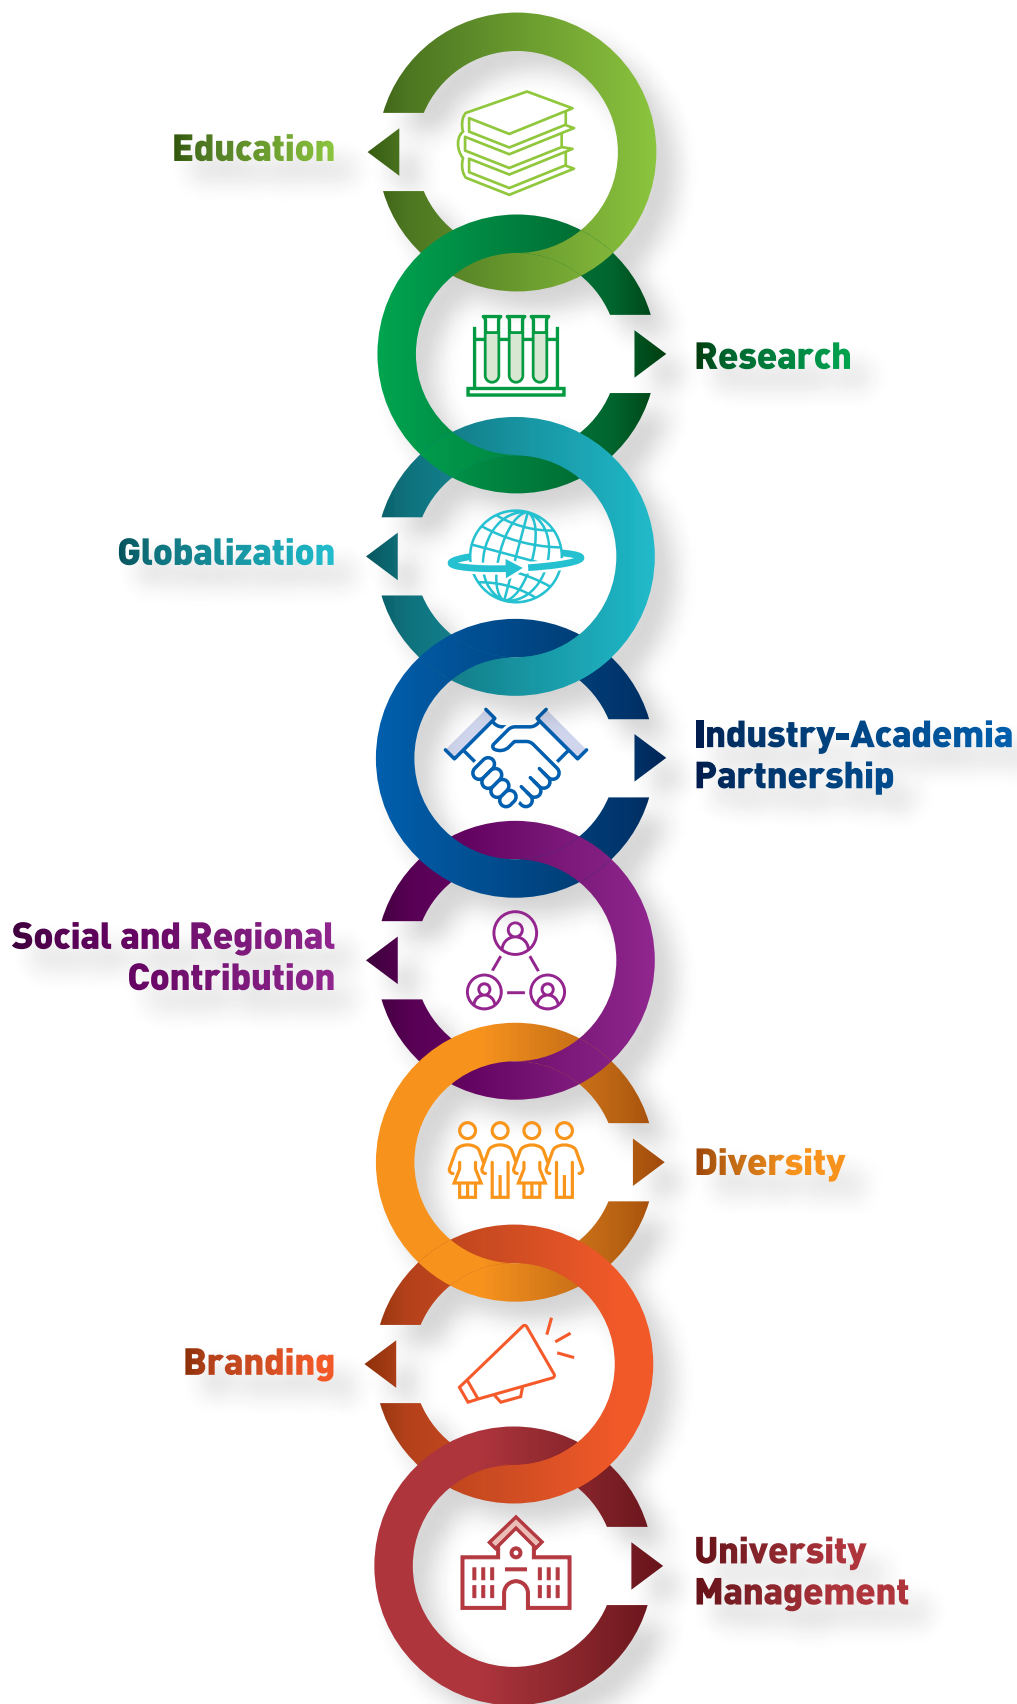 Education
Research
Globalization
Industry-Academia
Partnership
Social and Regional
Contribution
Diversity
Branding
University
Management